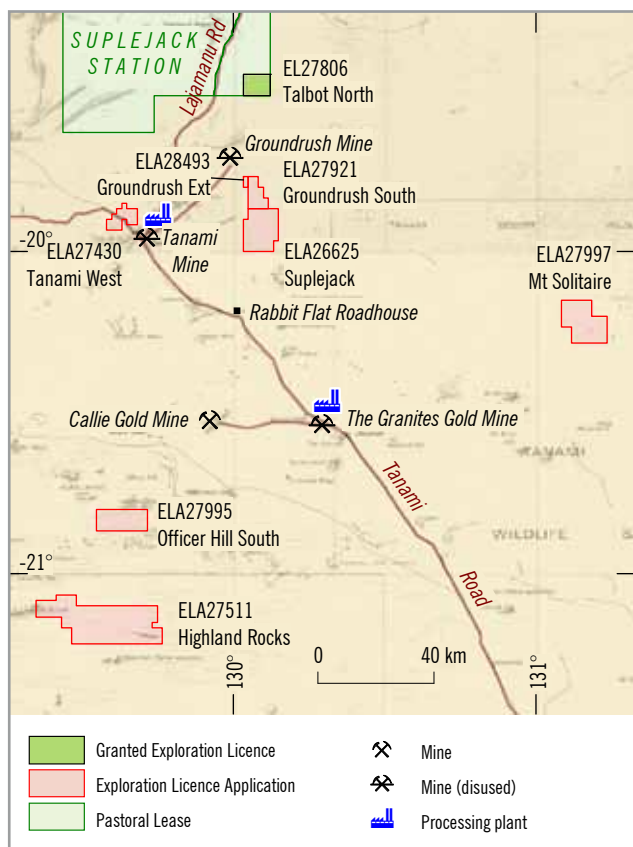 SUPLEJACK
STATION
Lajamanu Rd
EL27806
Talbot North
Groundrush Mine
ELA28493
Groundrush Ext
ELA27921
Groundrush South
-20°
ELA27430
Tanami West
Tanami
Mine
ELA26625
Suplejack
ELA27997
Mt Solitaire
Rabbit Flat Roadhouse
Callie Gold Mine
The Granites Gold Mine
TANAMI
Tanami
Road
ELA27995
Officer Hill South
WILDLIFE
-21°
ELA27511
Highland Rocks
0
40 km
130°
131°
Granted Exploration Licence
Mine
Exploration Licence Application
Mine (disused)
Pastoral Lease
Processing plant